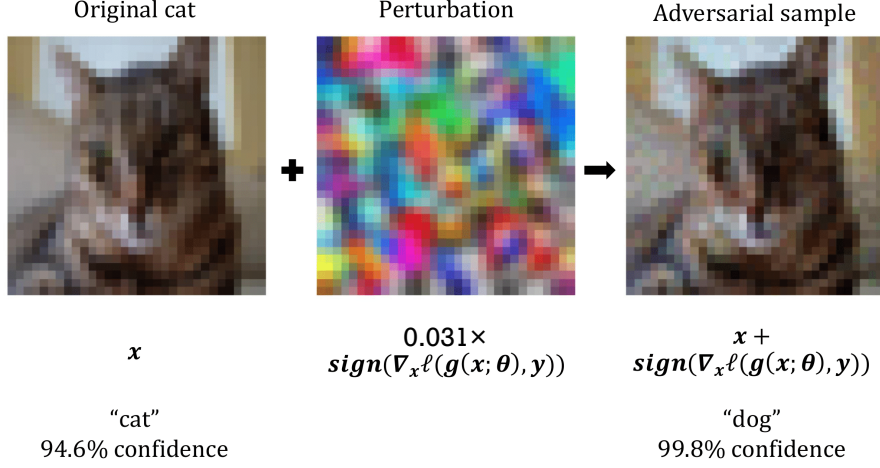 Original cat
Perturbation
Adversarial sample
x
0.031×
sign(∇ₓℓ(g(x; θ), y))
x +
sign(∇ₓℓ(g(x; θ), y))
“cat”
94.6% confidence
“dog”
99.8% confidence